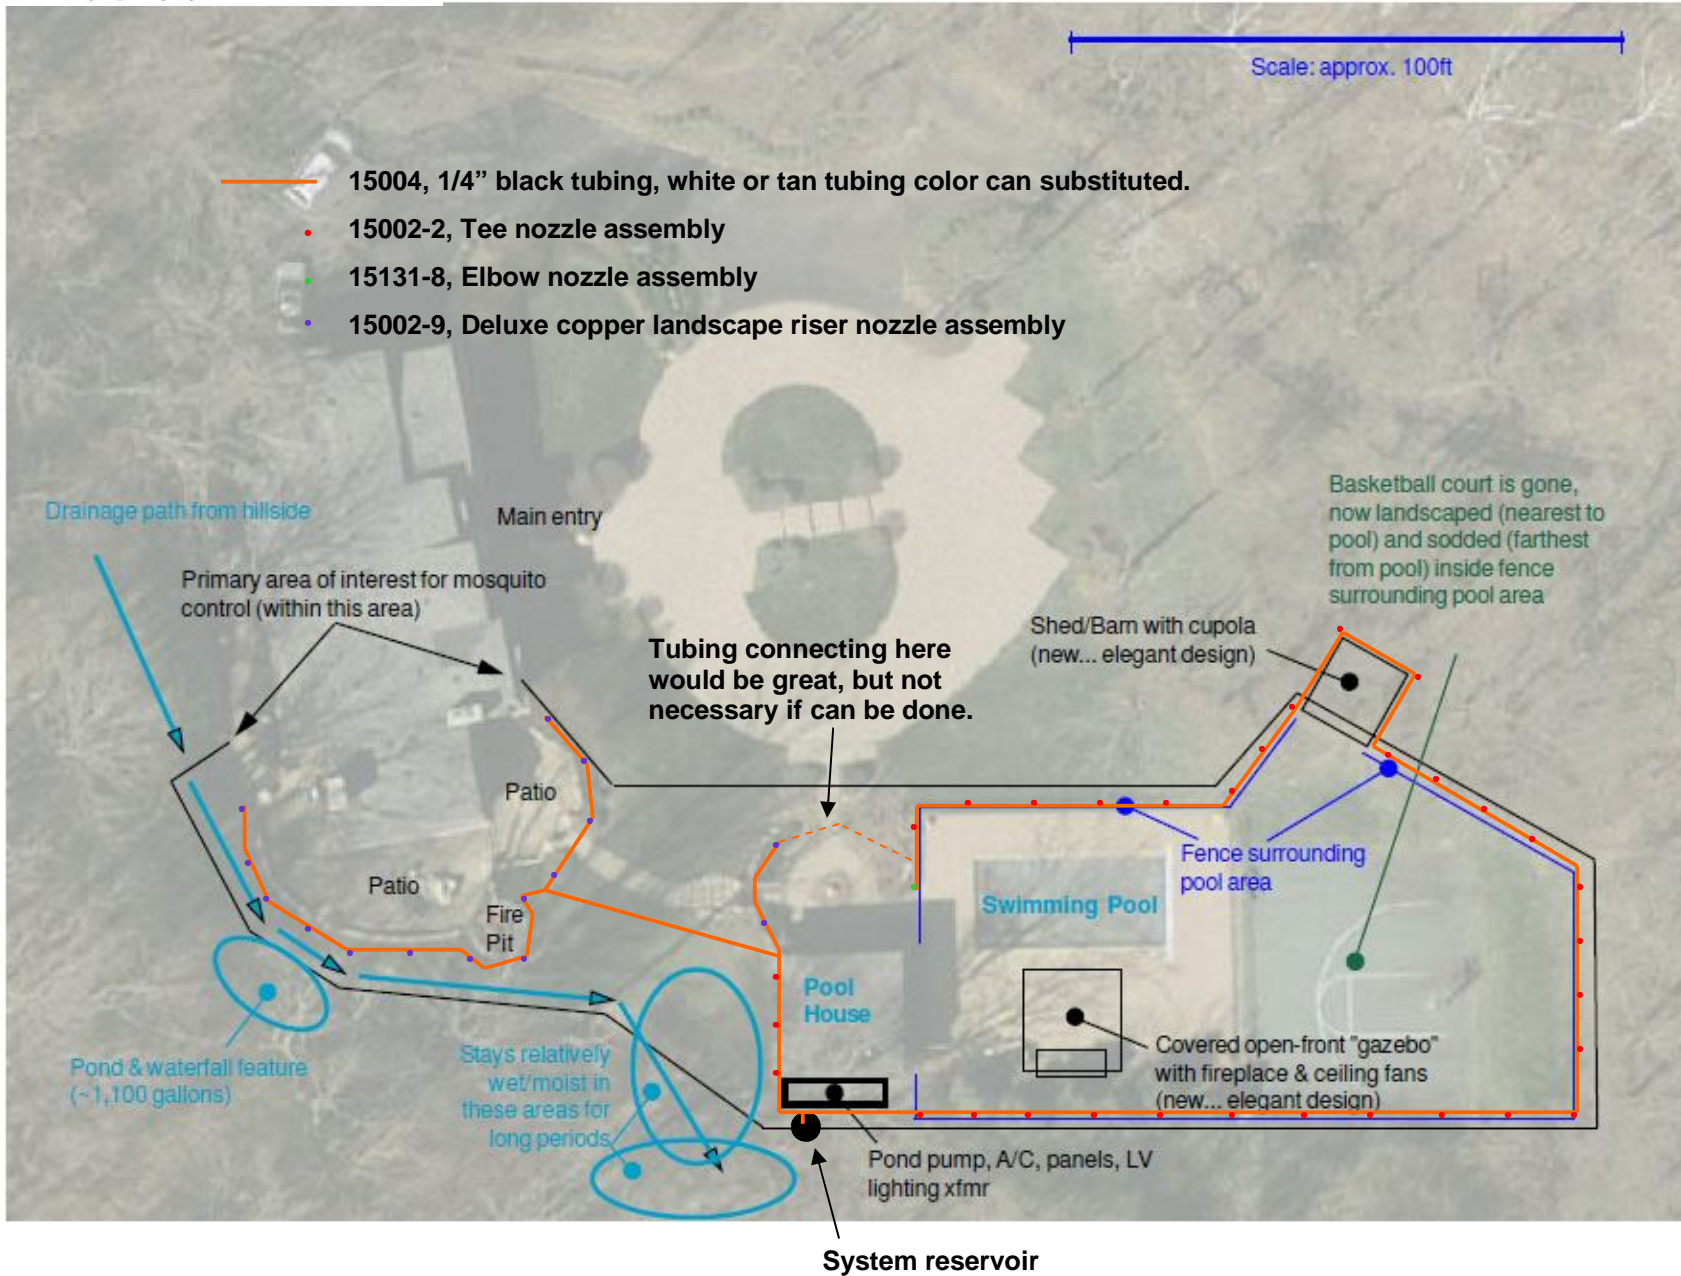 Scale: approx. 100ft
15004, 1/4” black tubing, white or tan tubing color can substituted.
15002-2, Tee nozzle assembly
15131-8, Elbow nozzle assembly
15002-9, Deluxe copper landscape riser nozzle assembly
Drainage path from hillside
Main entry
Basketball court is gone,
now landscaped (nearest to
pool) and sodded (farthest
from pool) inside fence
surrounding pool area
Primary area of interest for mosquito
control (within this area)
Shed/Barn with cupola
(new... elegant design)
Tubing connecting here
would be great, but not
necessary if can be done.
Patio
Fence surrounding
pool area
Patio
Fire
Pit
Swimming Pool
Pool
House
Pond & waterfall feature
(~1,100 gallons)
Stays relatively
wet/moist in
these areas for
long periods
Covered open-front "gazebo"
with fireplace & ceiling fans
(new... elegant design)
Pond pump, A/C, panels, LV
lighting xfmr
System reservoir